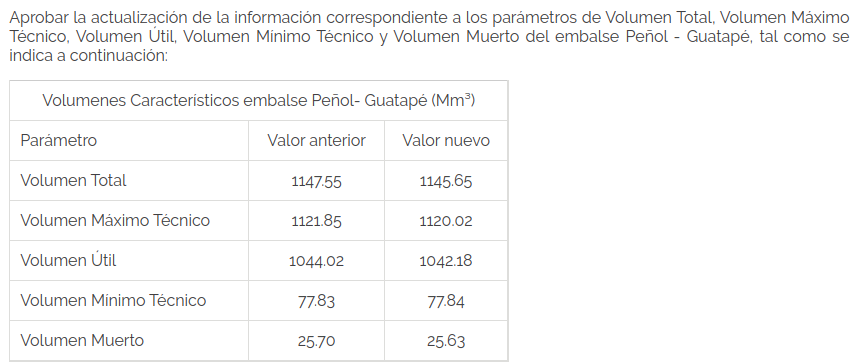 Aprobar la actualización de la información correspondiente a los parámetros de Volumen Total, Volumen Máximo
Técnico, Volumen Útil, Volumen Mínimo Técnico y Volumen Muerto del embalse Peñol - Guatapé, tal como se
indica a continuación:
Volumenes Característicos embalse Peñol- Guatapé (Mm³)
Parámetro Valor anterior Valor nuevo
Volumen Total 1147.55 1145.65
Volumen Máximo Técnico 1121.85 1120.02
Volumen Útil 1044.02 1042.18
Volumen Mínimo Técnico 77.83 77.84
Volumen Muerto 25.70 25.63